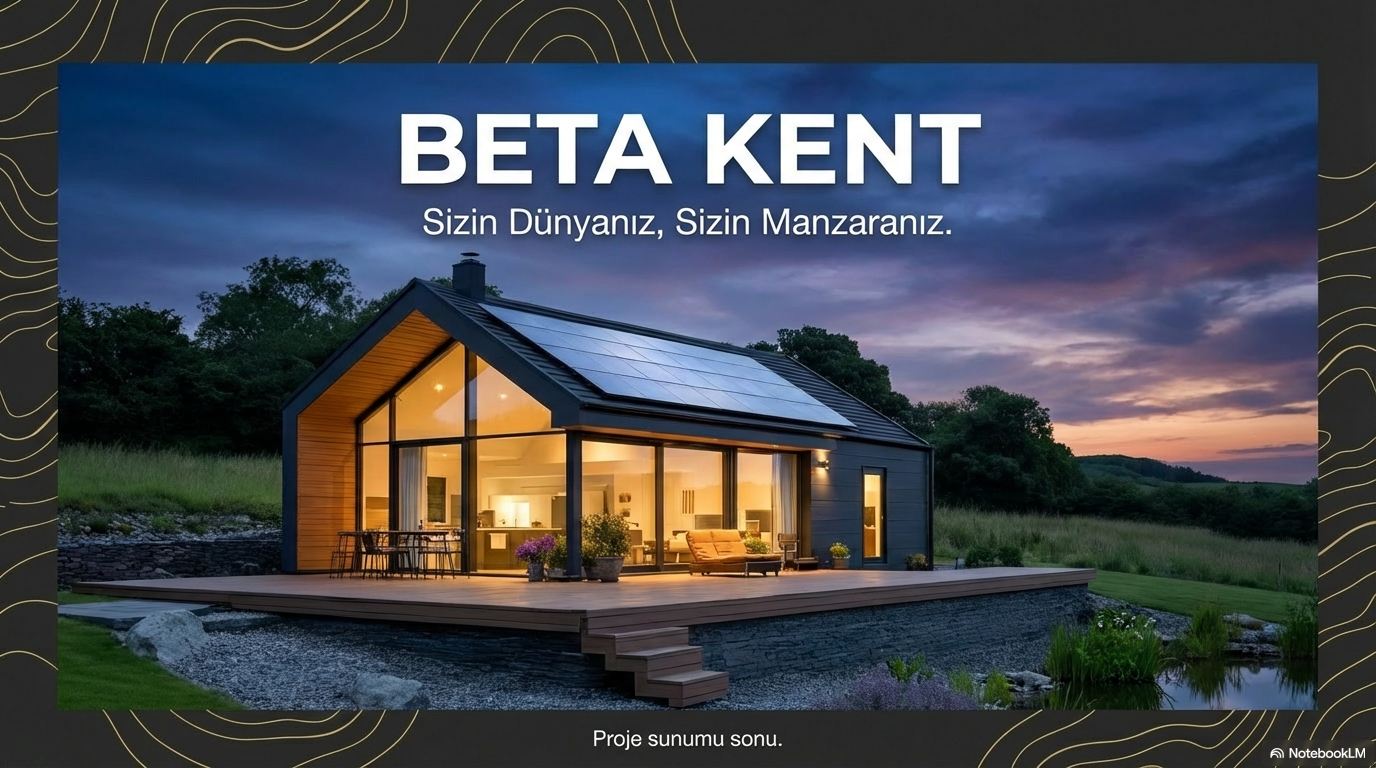 BETA KENT
Sizin Dünyanız, Sizin Manzaranız.
Proje sunumu sonu.
NotebookLM